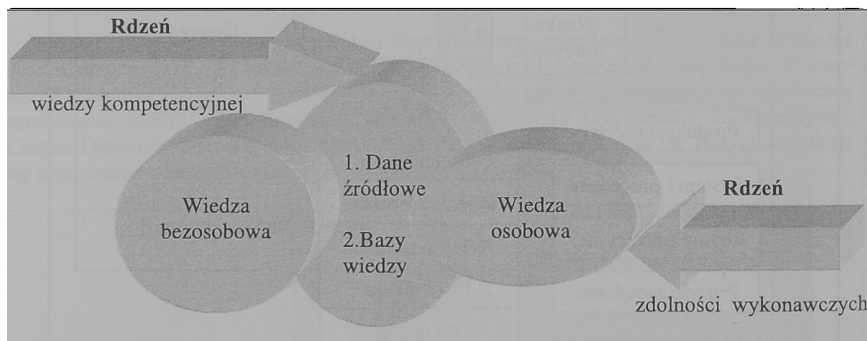 Rdzeń
wiedzy kompetencyjnej
Wiedza
bezosobowa
1. Dane
źródłowe
2.Bazy
wiedzy
Wiedza
osobowa
Rdzeń
zdolności wykonawczych